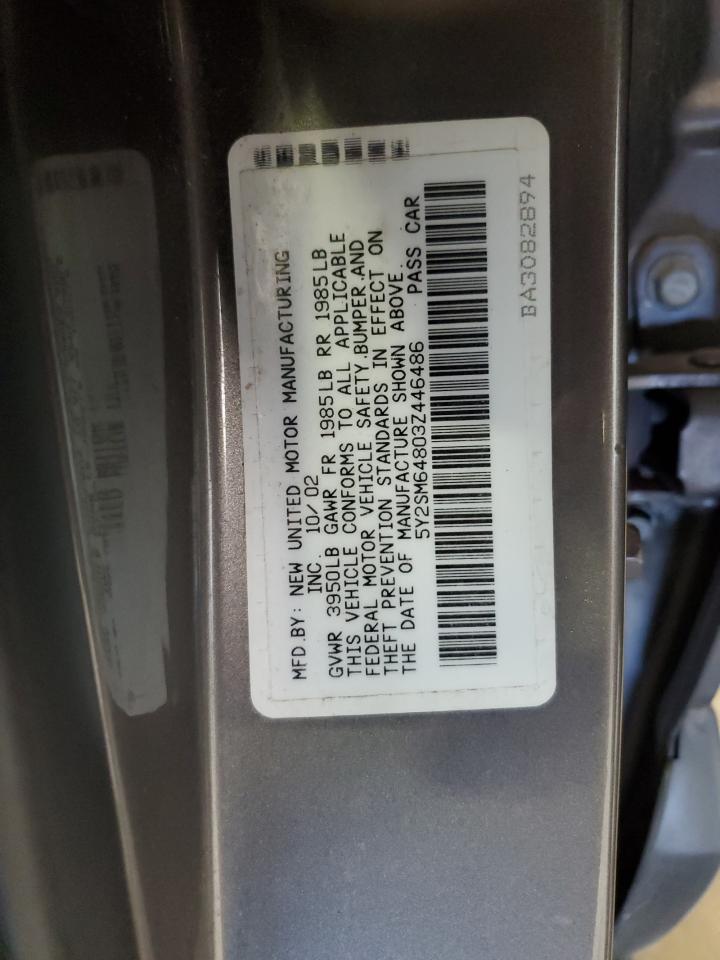 MFD.BY: NEW UNITED MOTOR MANUFACTURING
INC. 10/02
GVWR 3950LB GAWR FR 1985LB RR 1985LB
THIS VEHICLE CONFORMS TO ALL APPLICABLE
FEDERAL MOTOR VEHICLE SAFETY,BUMPER,AND
THEFT PREVENTION STANDARDS IN EFFECT ON
THE DATE OF MANUFACTURE SHOWN ABOVE.
5Y2SM64803Z446486 PASS CAR
BA3082894